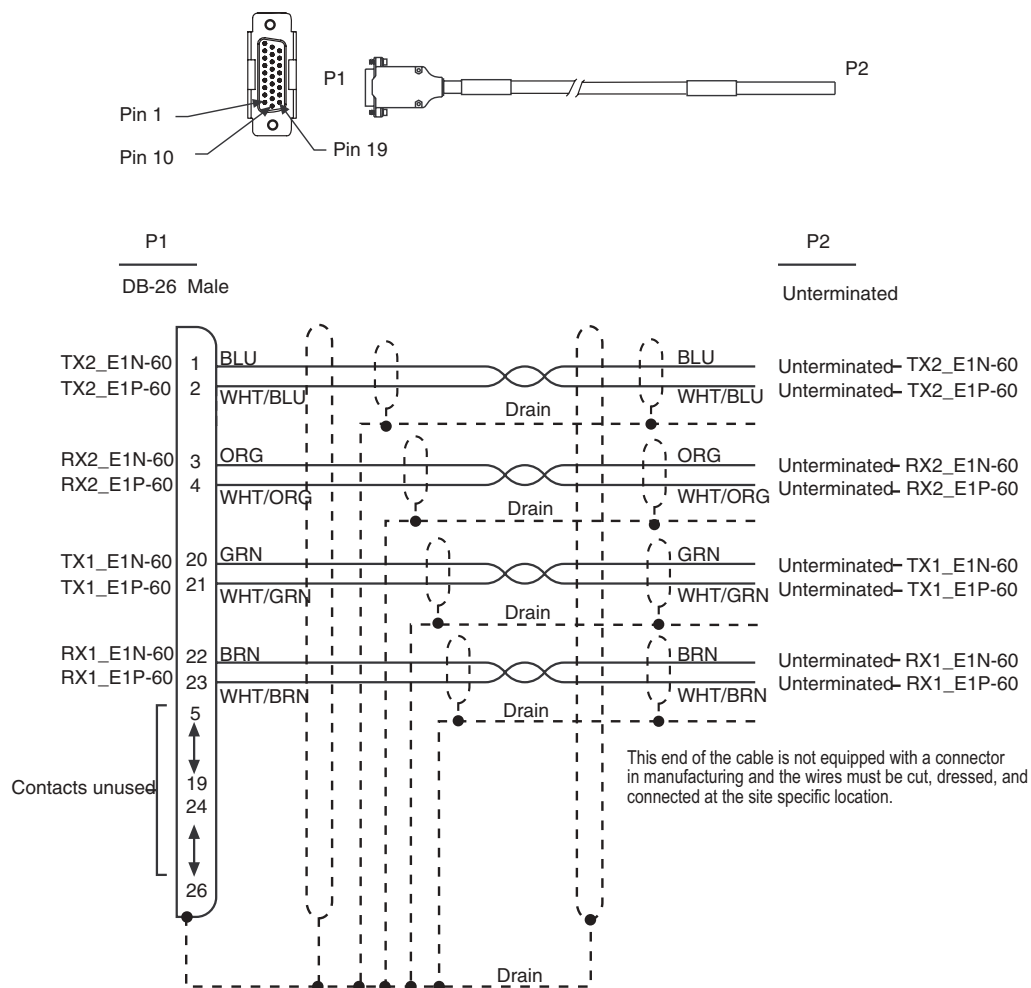 P1
P2
Pin 1
Pin 10
Pin 19
P1
P2
DB-26 Male
Unterminated
TX2_E1N-60 1 BLU BLU Unterminated- TX2_E1N-60
TX2_E1P-60 2 WHT/BLU WHT/BLU Unterminated- TX2_E1P-60
Drain
RX2_E1N-60 3 ORG ORG Unterminated- RX2_E1N-60
RX2_E1P-60 4 WHT/ORG WHT/ORG Unterminated- RX2_E1P-60
Drain
TX1_E1N-60 20 GRN GRN Unterminated- TX1_E1N-60
TX1_E1P-60 21 WHT/GRN WHT/GRN Unterminated- TX1_E1P-60
Drain
RX1_E1N-60 22 BRN BRN Unterminated- RX1_E1N-60
RX1_E1P-60 23 WHT/BRN WHT/BRN Unterminated- RX1_E1P-60
Drain
5
Contacts unused
19
24
26
This end of the cable is not equipped with a connector
in manufacturing and the wires must be cut, dressed, and
connected at the site specific location.
Drain